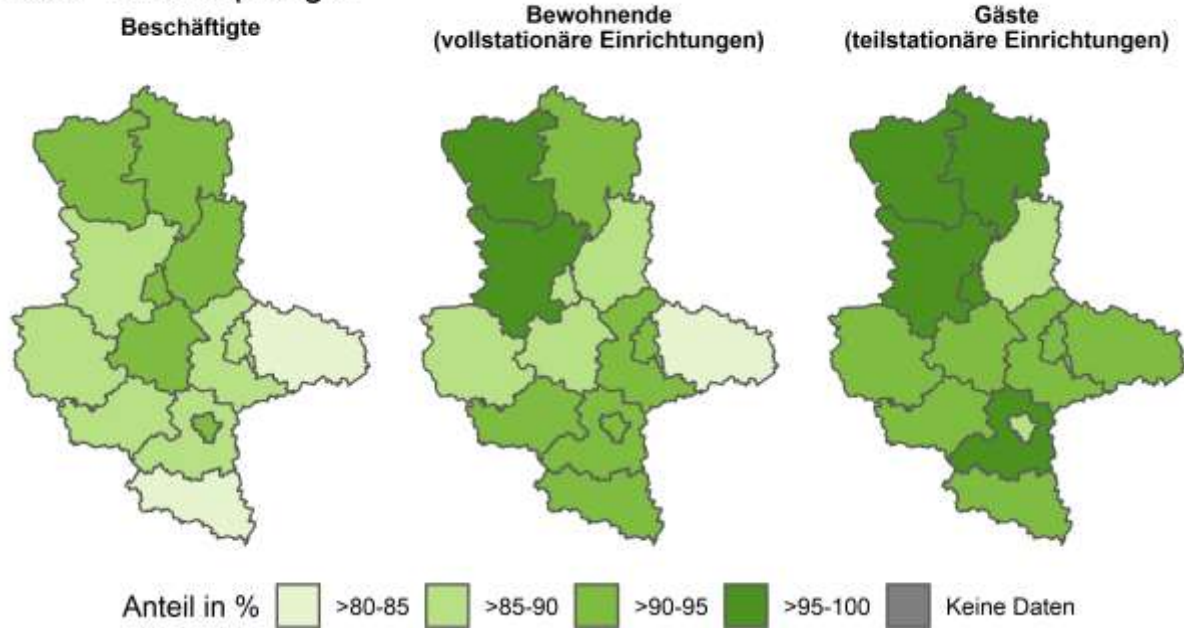 Beschäftigte
Bewohnende
(vollstationäre Einrichtungen)
Gäste
(teilstationäre Einrichtungen)
Anteil in % >80-85 >85-90 >90-95 >95-100 Keine Daten